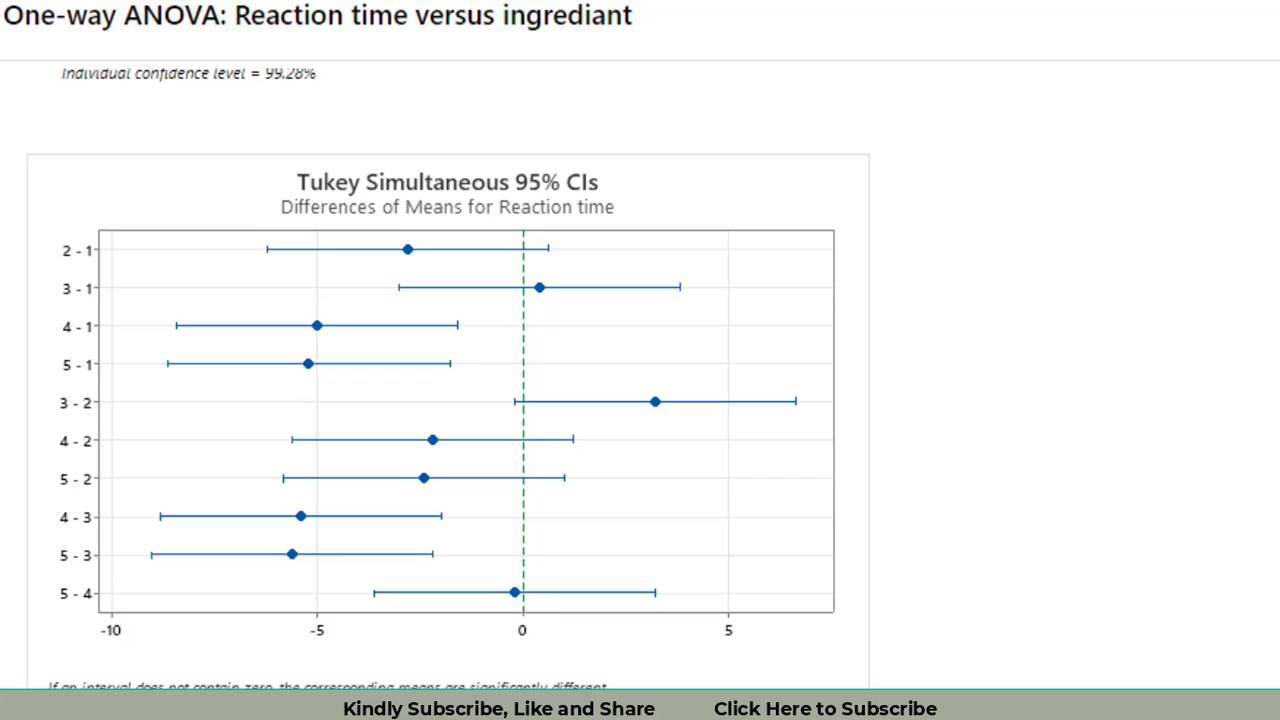 One-way ANOVA: Reaction time versus ingrediant
Individual confidence level = 99.28%
Tukey Simultaneous 95% CIs
Differences of Means for Reaction time
2 - 1
3 - 1
4 - 1
5 - 1
3 - 2
4 - 2
5 - 2
4 - 3
5 - 3
5 - 4
-10 -5 0 5
If an interval does not contain zero, the corresponding means are significantly different.
Kindly Subscribe, Like and Share Click Here to Subscribe